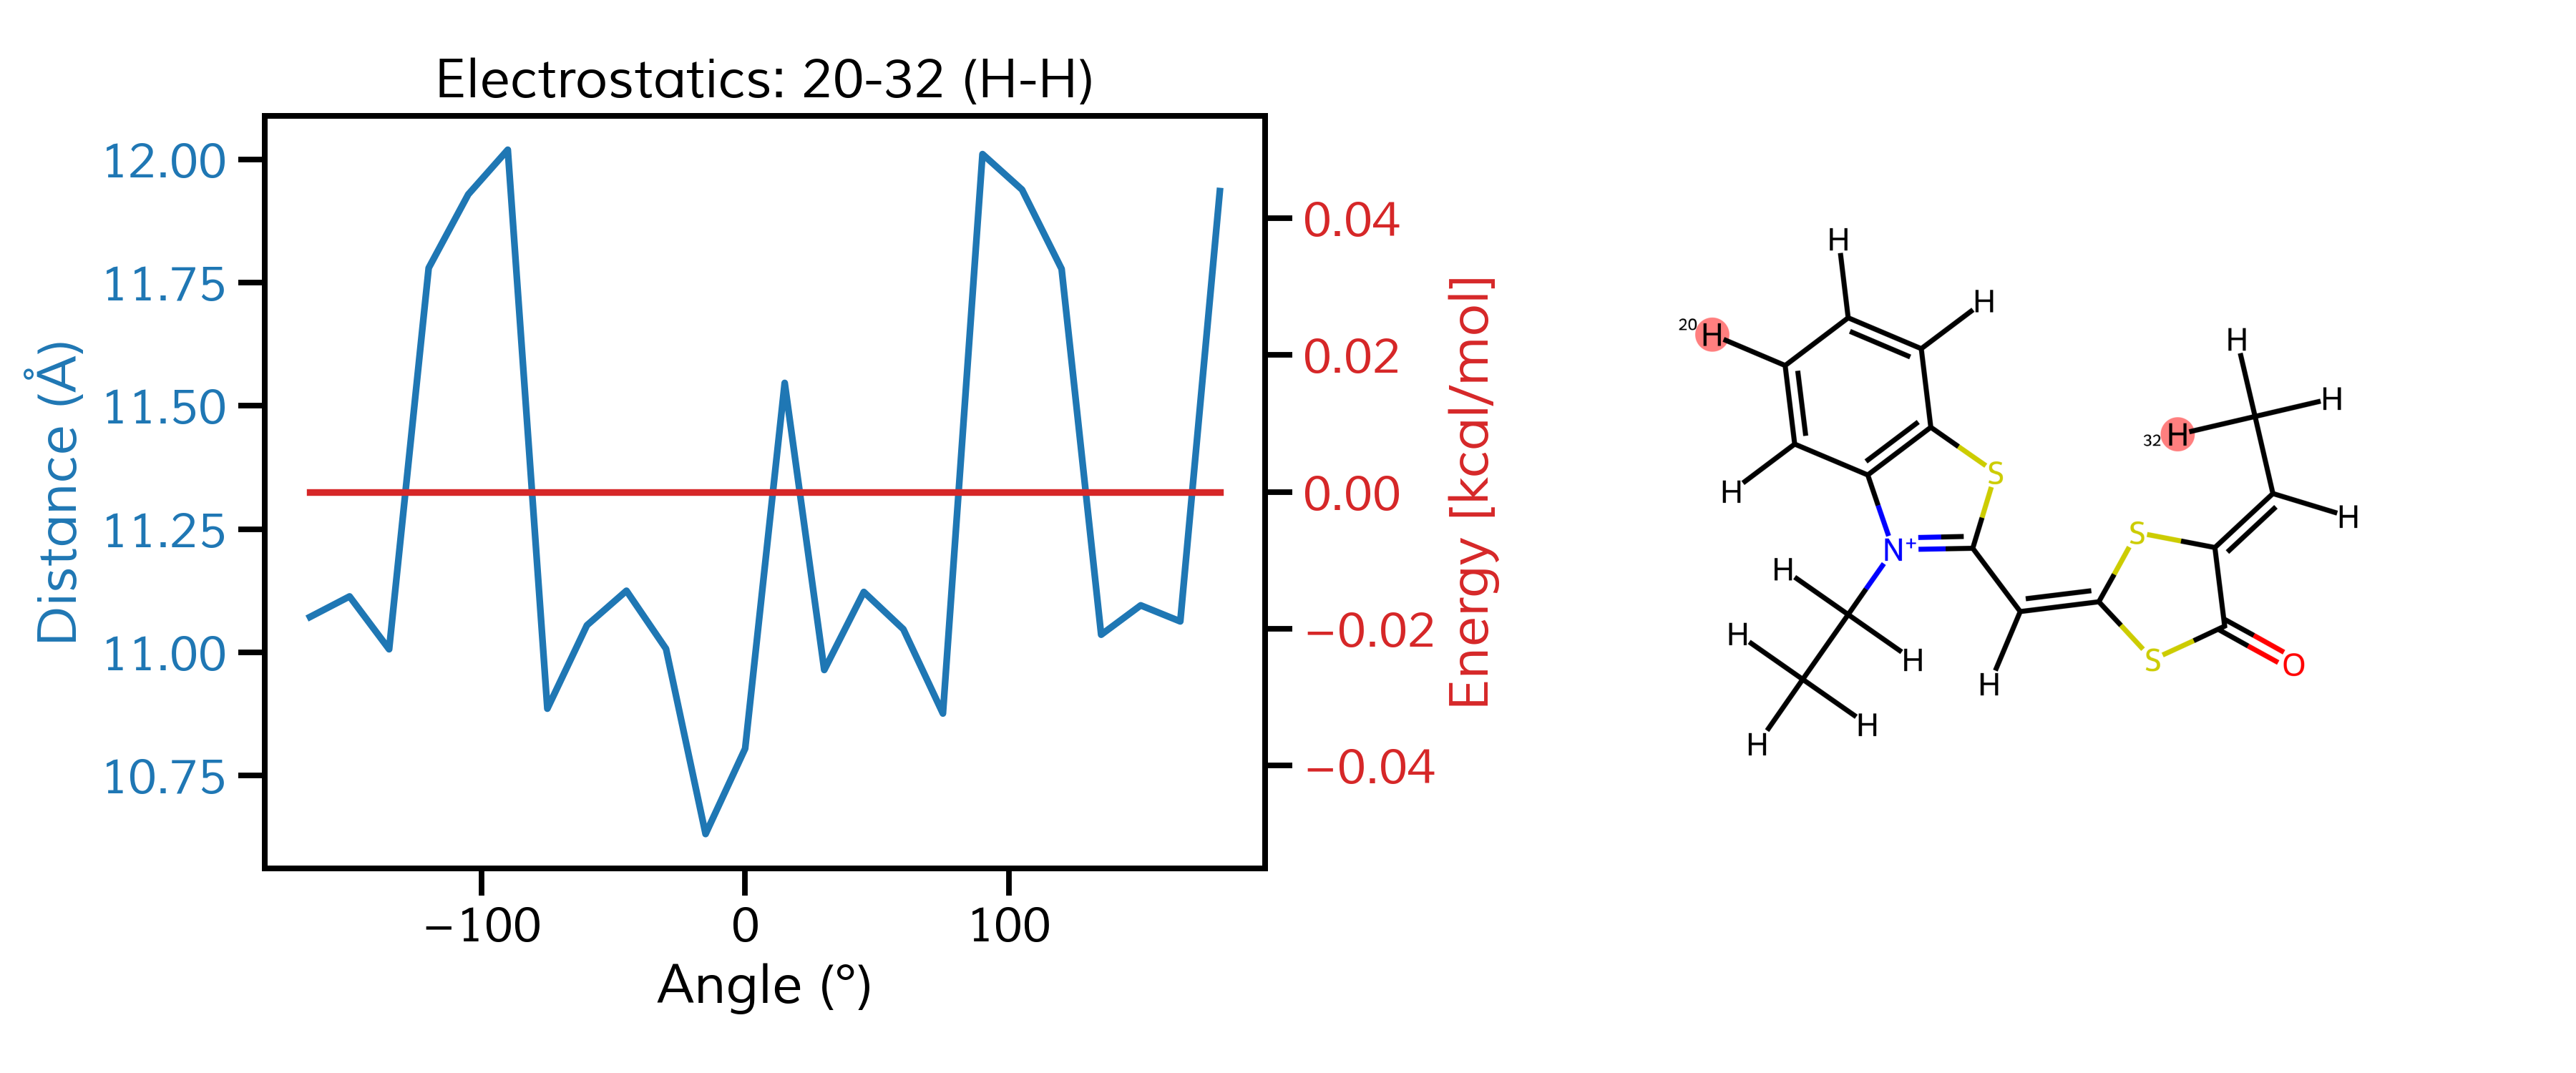 Electrostatics: 20-32 (H-H)
Distance (Å)
12.00
11.75
11.50
11.25
11.00
10.75
−100
0
100
Angle (°)
0.04
0.02
0.00
−0.02
−0.04
Energy [kcal/mol]
H
H
20 H
H
H
32 H
S
H
H
S
N+
H
H
H
S
O
H
H
H